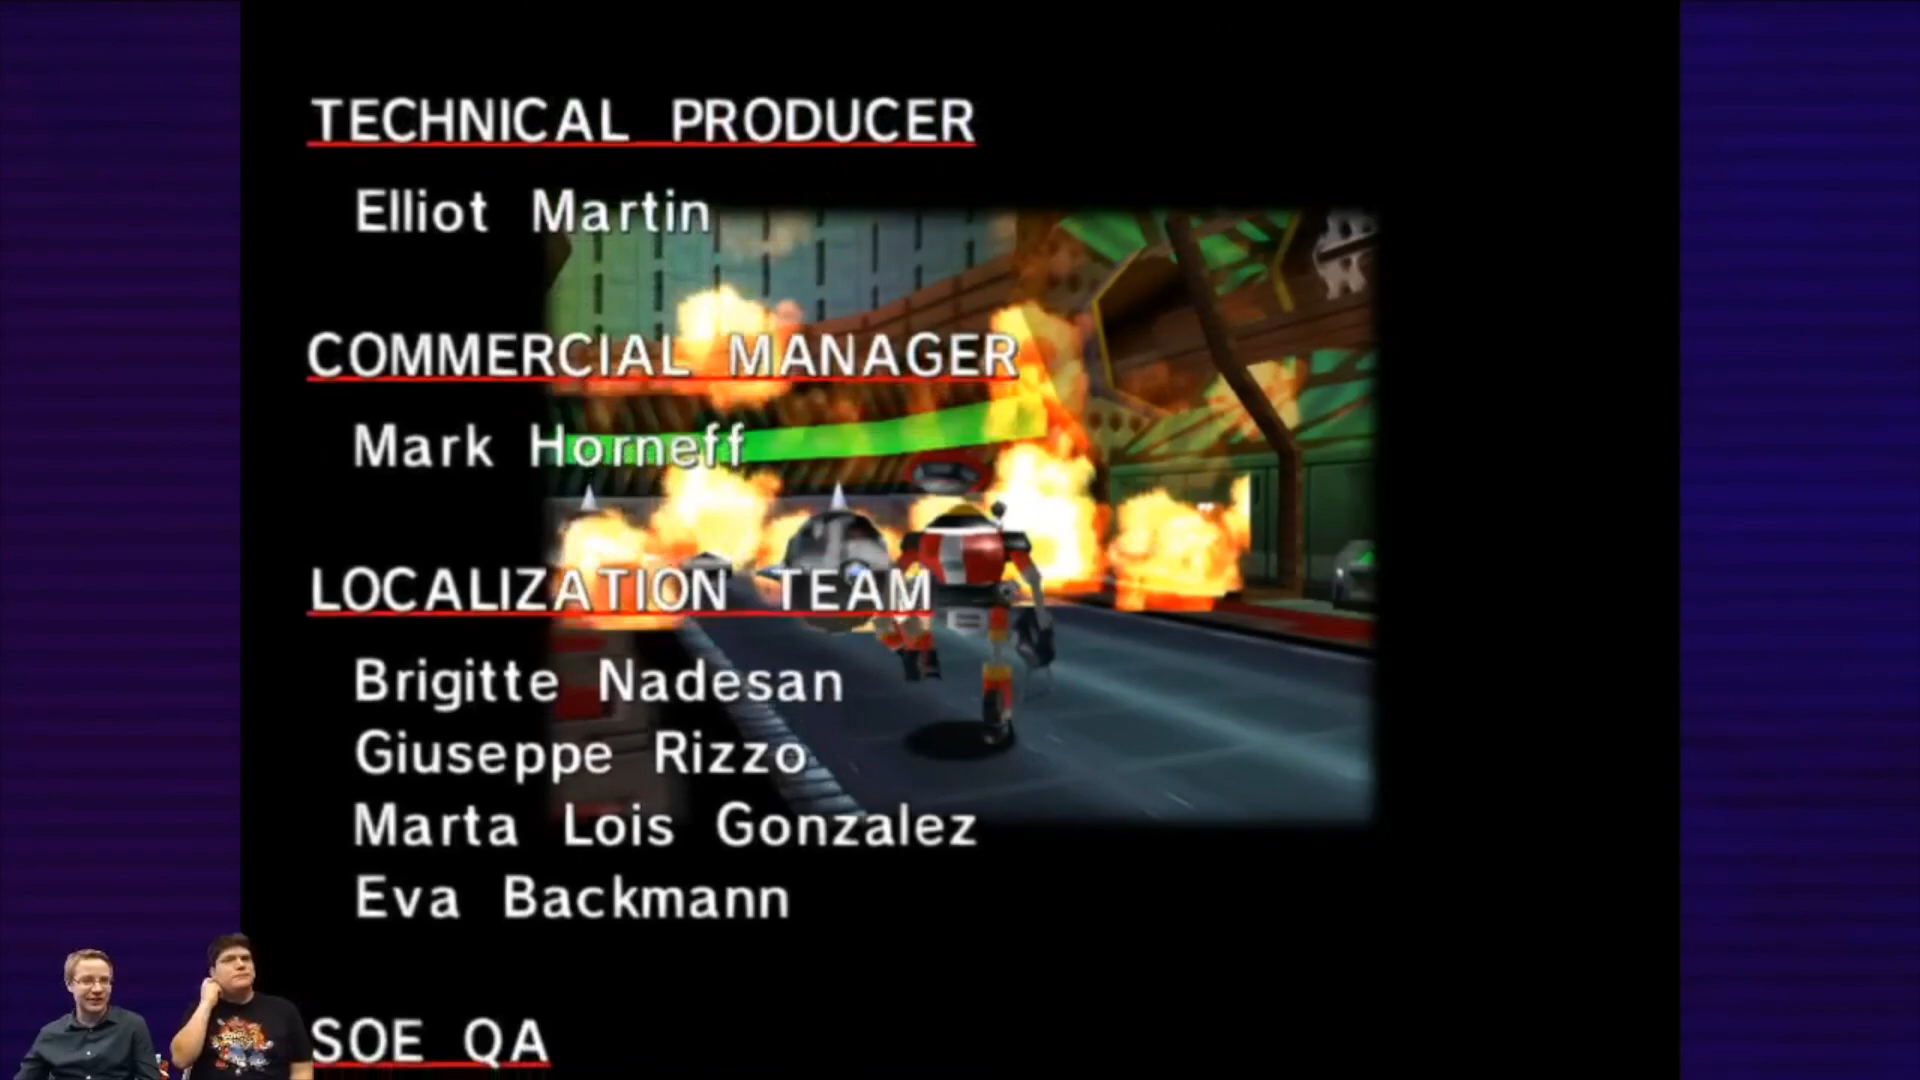 TECHNICAL PRODUCER
Elliot Martin
COMMERCIAL MANAGER
Mark Horneff
LOCALIZATION TEAM
Brigitte Nadesan
Giuseppe Rizzo
Marta Lois Gonzalez
Eva Backmann
SOE QA